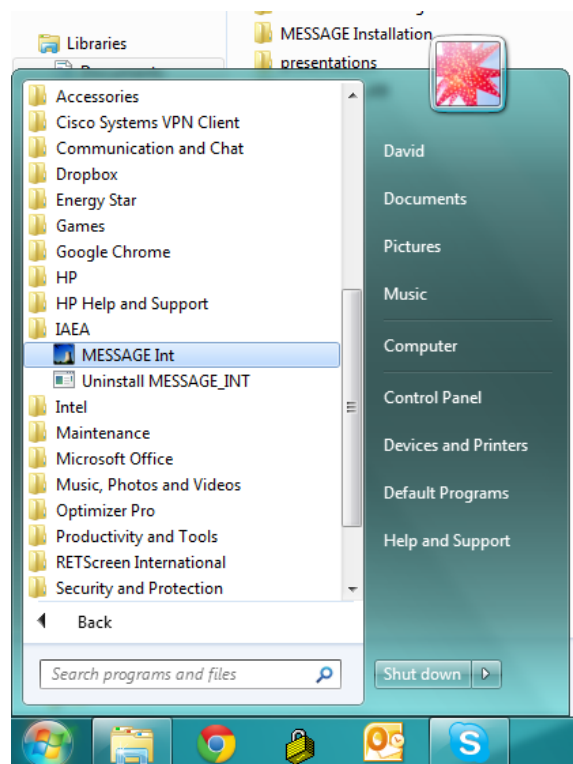 Libraries
MESSAGE Installation
presentations
Accessories
Cisco Systems VPN Client
Communication and Chat
Dropbox
Energy Star
Games
Google Chrome
HP
HP Help and Support
IAEA
MESSAGE Int
Uninstall MESSAGE_INT
Intel
Maintenance
Microsoft Office
Music, Photos and Videos
Optimizer Pro
Productivity and Tools
RETScreen International
Security and Protection
Back
Search programs and files
David
Documents
Pictures
Music
Computer
Control Panel
Devices and Printers
Default Programs
Help and Support
Shut down